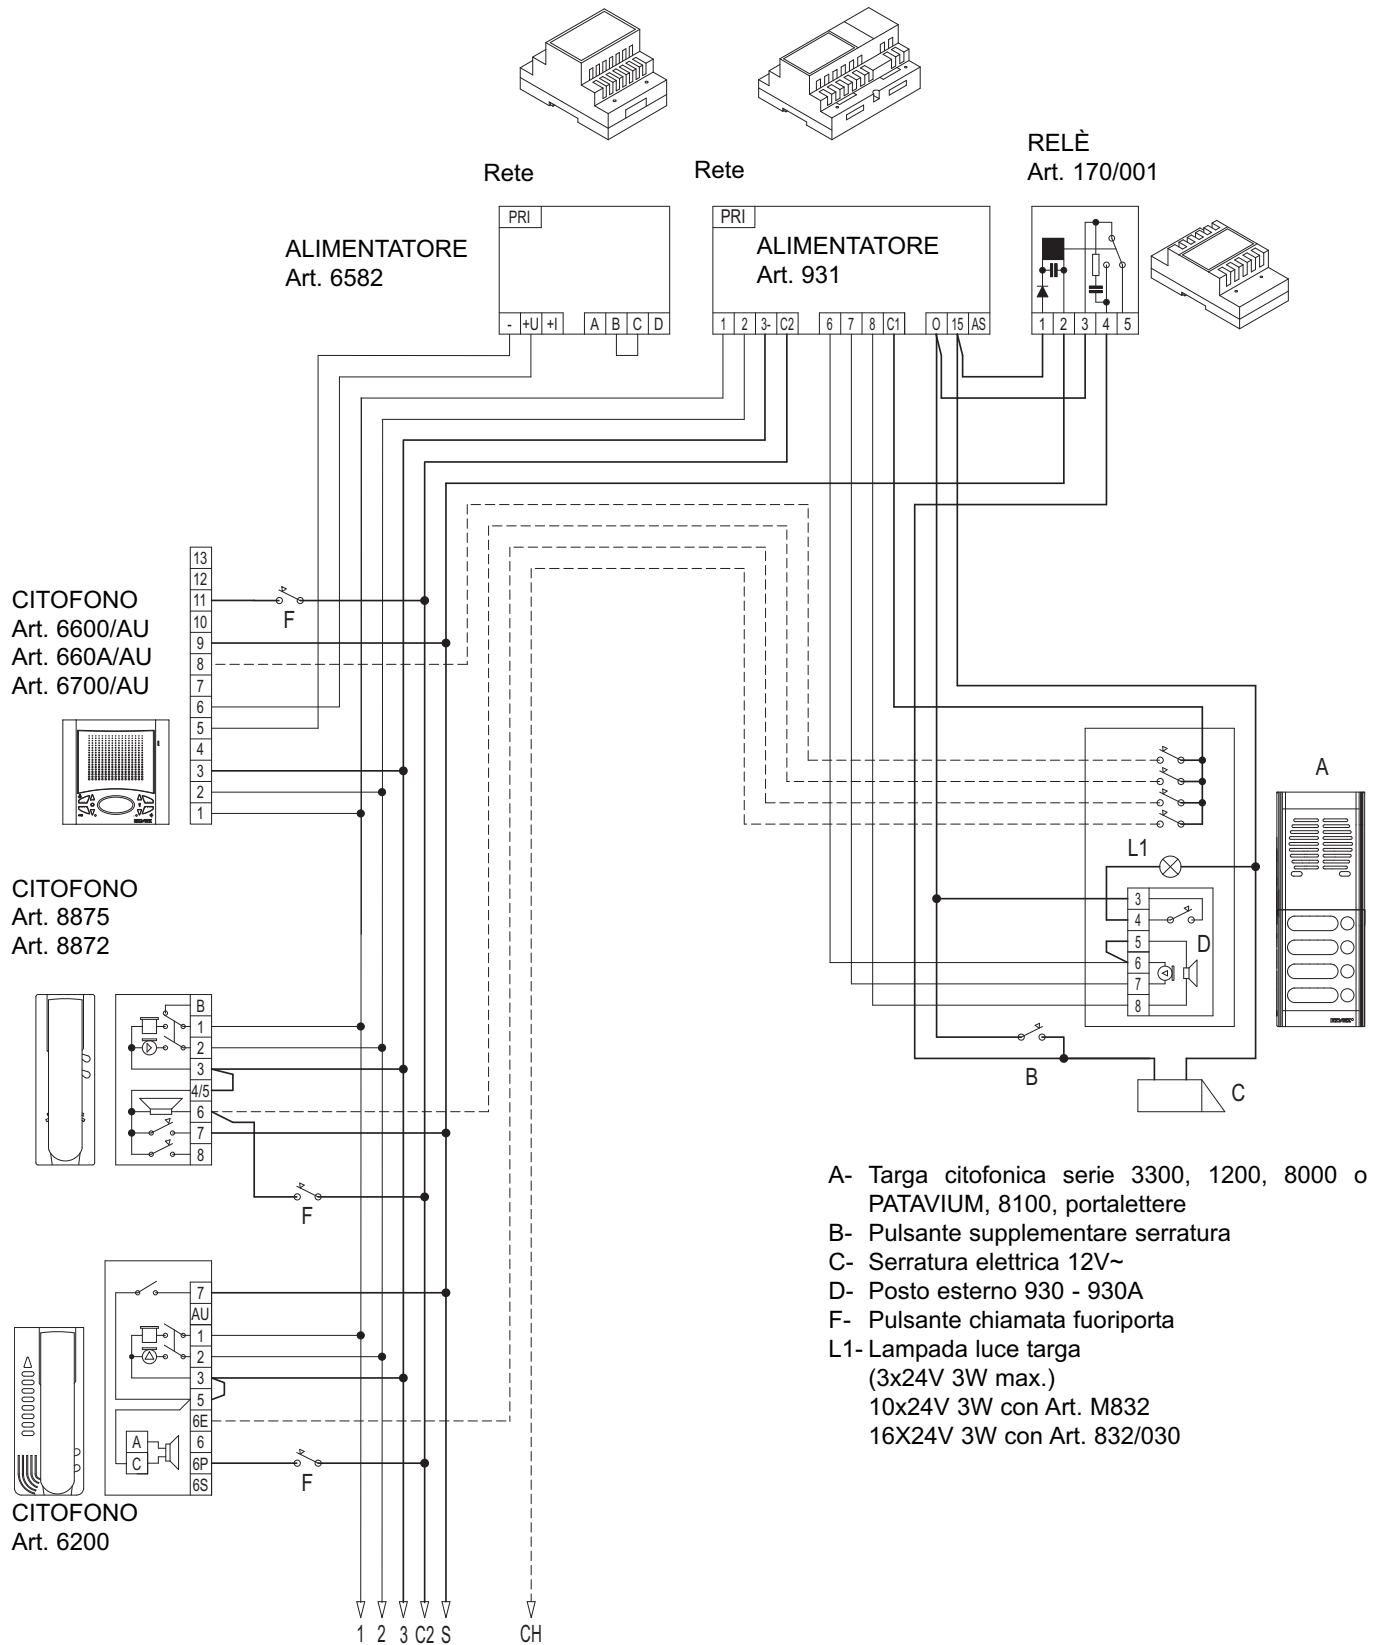 Rete
Rete
RELÈ
Art. 170/001
PRI
ALIMENTATORE
Art. 6582
- +U +I A B C D
PRI
ALIMENTATORE
Art. 931
1 2 3- C2 6 7 8 C1 O 15 AS
1 2 3 4 5
CITOFONO
Art. 6600/AU
Art. 660A/AU
Art. 6700/AU
13
12
11
10
9
8
7
6
5
4
3
2
1
F
A
L1
3
4
5
6
7
8
D
B
C
CITOFONO
Art. 8875
Art. 8872
B
1
2
3
4/5
6
7
8
F
7
AU
1
2
3
5
6E
6
6P
6S
A
C
F
CITOFONO
Art. 6200
1 2 3 C2 S CH
A- Targa citofonica serie 3300, 1200, 8000 o
PATAVIUM, 8100, portalettere
B- Pulsante supplementare serratura
C- Serratura elettrica 12V~
D- Posto esterno 930 - 930A
F- Pulsante chiamata fuoriporta
L1- Lampada luce targa
(3x24V 3W max.)
10x24V 3W con Art. M832
16X24V 3W con Art. 832/030